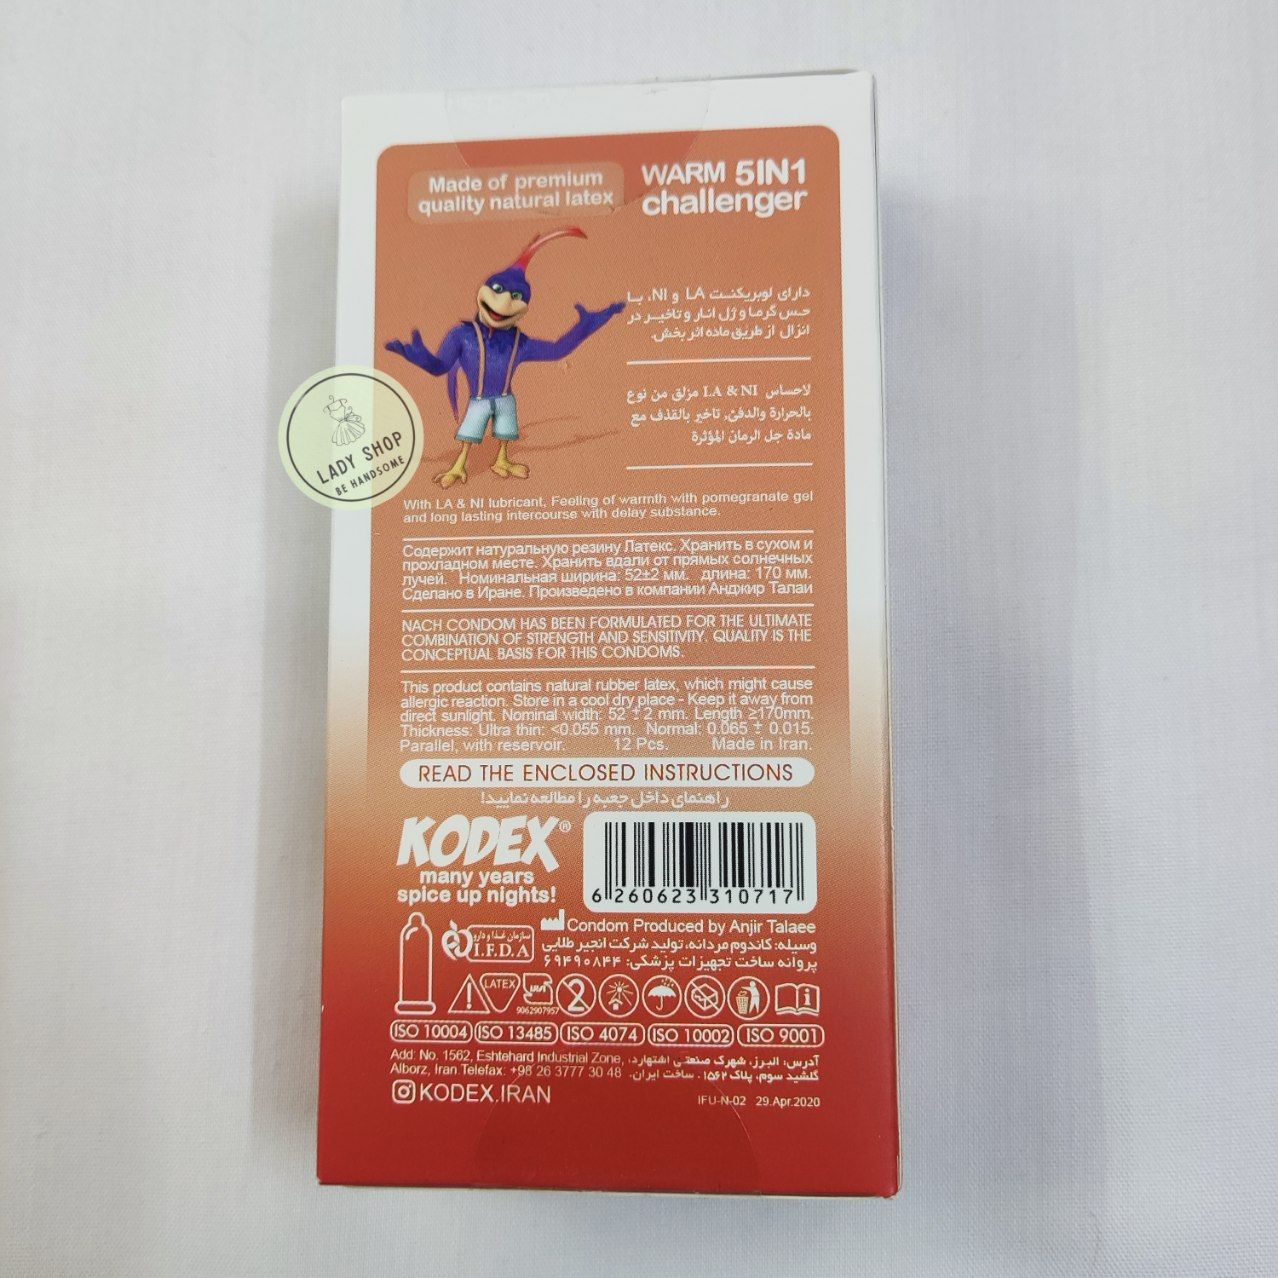 Made of premium
quality natural latex
WARM 5IN1
challenger
دارای لوبریکنت LA و NI، با
حس گرما و ژل انار و تاخیر در
انزال از طریق ماده اثر بخش.
لاحساس LA & NI مزلق من نوع
بالحرارة والدفئ, تاخير بالقذف مع
مادة جل الرمان المؤثرة
LADY SHOP
BE HANDSOME
With LA & NI lubricant, Feeling of warmth with pomegranate gel
and long lasting intercourse with delay substance.
Содержит натуральную резину Латекс. Хранить в сухом и
прохладном месте. Хранить вдали от прямых солнечных
лучей. Номинальная ширина: 52±2 мм. длина: 170 мм.
Сделано в Иране. Произведено в компании Анджир Талаи
NACH CONDOM HAS BEEN FORMULATED FOR THE ULTIMATE
COMBINATION OF STRENGTH AND SENSITIVITY. QUALITY IS THE
CONCEPTUAL BASIS FOR THIS CONDOMS.
This product contains natural rubber latex, which might cause
allergic reaction. Store in a cool dry place - Keep it away from
direct sunlight. Nominal width: 52 ± 2 mm. Length ≥170mm.
Thickness: Ultra thin: <0.055 mm. Normal: 0.065 ± 0.015.
Parallel, with reservoir. 12 Pcs. Made in Iran.
READ THE ENCLOSED INSTRUCTIONS
راهنمای داخل جعبه را مطالعه نمایید!
KODEX®
many years
spice up nights!
6 260623 310717
Condom Produced by Anjir Talaee
سازمان غذا و دارو
I.F.D.A
وسیله: کاندوم مردانه، تولید شرکت انجیر طلایی
پروانه ساخت تجهیزات پزشکی: ۶۹۴۹۰۸۴۴
LATEX
9062907957
ISO 10004 ISO 13485 ISO 4074 ISO 10002 ISO 9001
Add: No. 1562, Eshtehard Industrial Zone,
Alborz, Iran.Telefax: +98 26 3777 30 48
آدرس: البرز، شهرک صنعتی اشتهارد،
گلشید سوم، پلاک ۱۵۶۲ . ساخت ایران.
KODEX.IRAN
IFU-N-02 29.Apr.2020